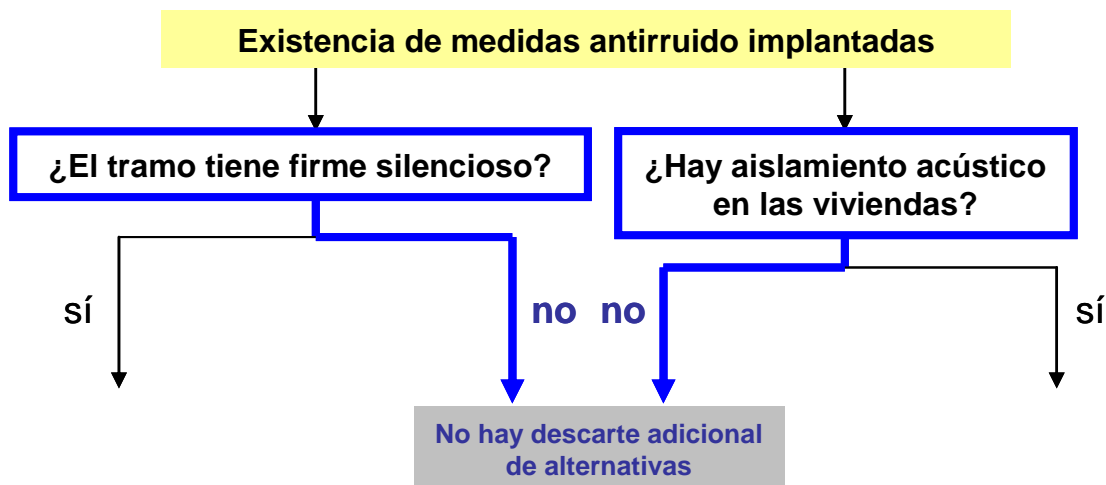 Existencia de medidas antirruido implantadas
¿El tramo tiene firme silencioso?
¿Hay aislamiento acústico
en las viviendas?
sí
no
no
sí
No hay descarte adicional
de alternativas